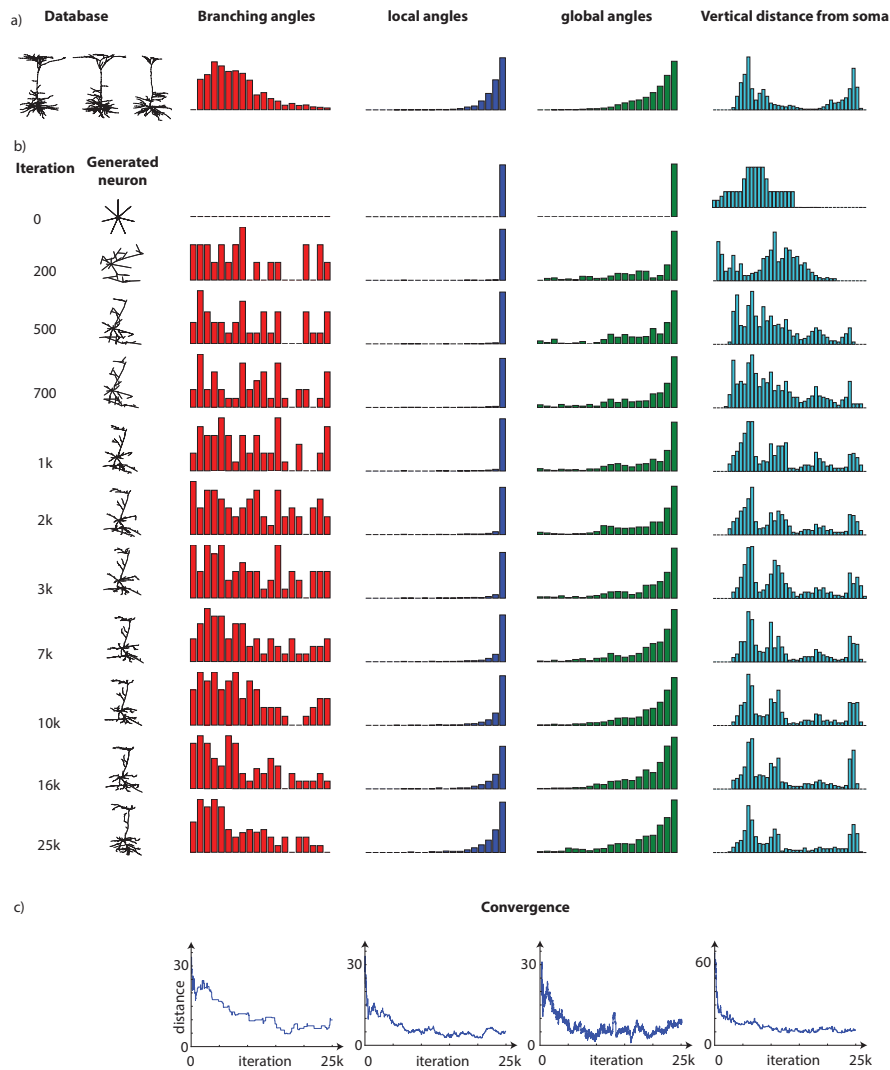 a)
Database
Branching angles
local angles
global angles
Vertical distance from soma
b)
Iteration
Generated
neuron
0
200
500
700
1k
2k
3k
7k
10k
16k
25k
c)
Convergence
30
distance
0
0
iteration
25k
30
0
0
iteration
25k
30
0
0
iteration
25k
60
0
0
iteration
25k